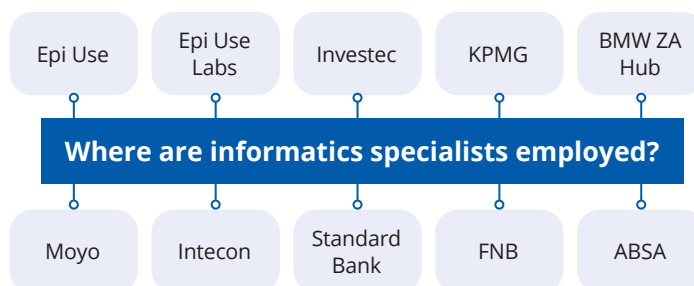 Epi Use
Epi Use
Labs
Investec
KPMG
BMW ZA
Hub
Where are informatics specialists employed?
Moyo
Intecon
Standard
Bank
FNB
ABSA